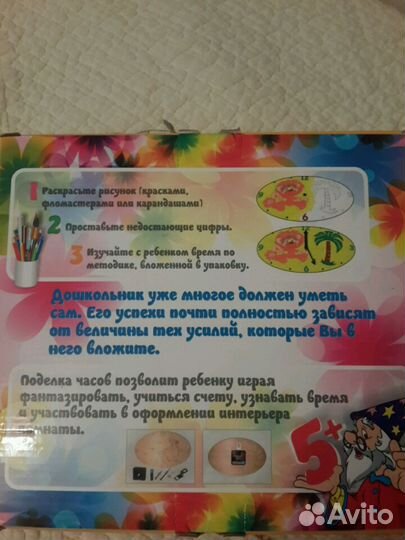 1 Раскрасьте рисунок (красками,
фломастерами или карандашами)
2 Проставьте недостающие цифры.
3 Изучайте с ребенком время по
методике, вложенной в упаковку.
Дошкольник уже многое должен уметь
сам. Его успехи почти полностью зависят
от величины тех усилий, которые Вы в
него вложите.
Поделка часов позволит ребенку играя
фантазировать, учиться счету, узнавать время
и участвовать в оформлении интерьера
комнаты.
5+
Avito